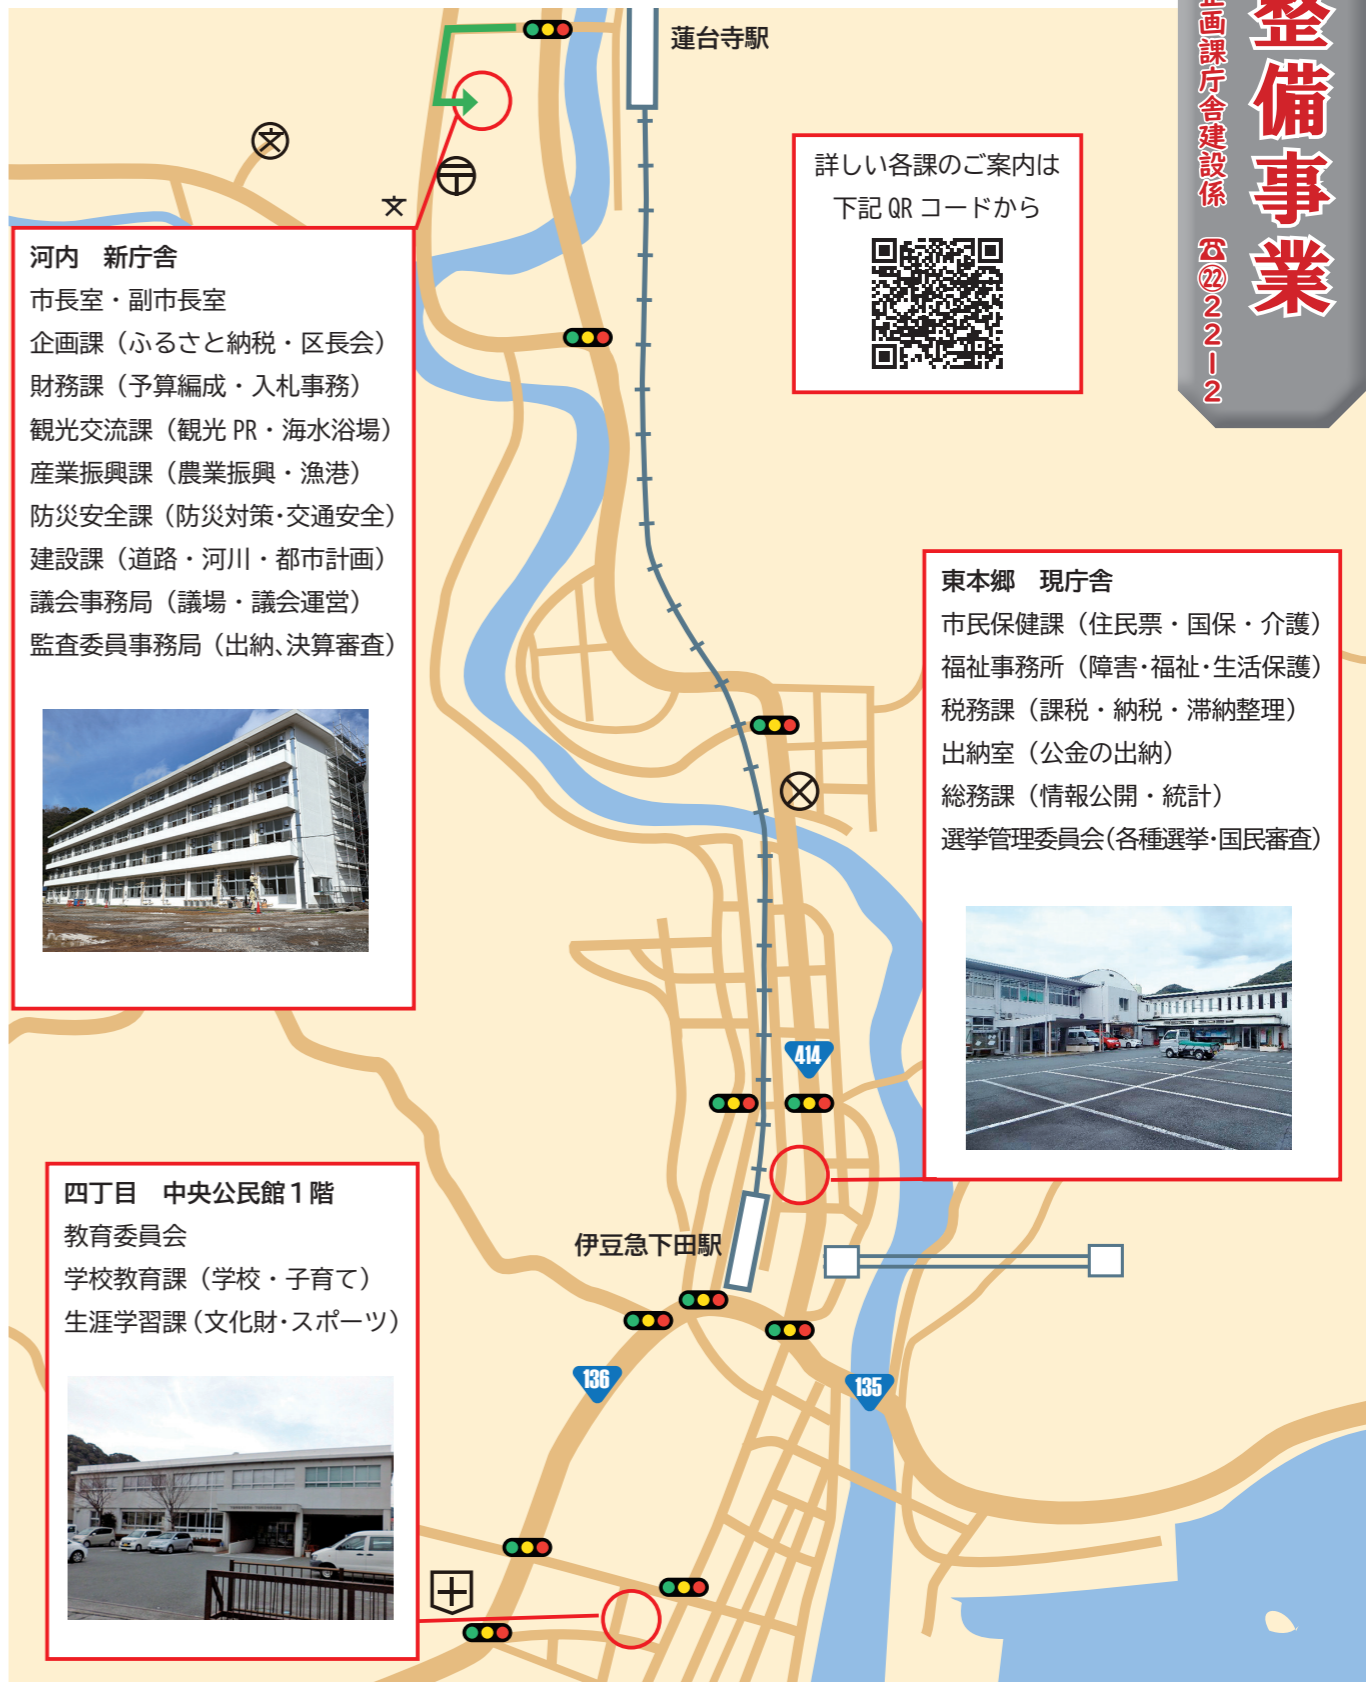 整備事業
企画課庁舎建設係 ☎㉒22-2
蓮台寺駅
詳しい各課のご案内は
下記 QR コードから
河内 新庁舎
市長室・副市長室
企画課（ふるさと納税・区長会）
財務課（予算編成・入札事務）
観光交流課（観光 PR・海水浴場）
産業振興課（農業振興・漁港）
防災安全課（防災対策・交通安全）
建設課（道路・河川・都市計画）
議会事務局（議場・議会運営）
監査委員事務局（出納、決算審査）
東本郷 現庁舎
市民保健課（住民票・国保・介護）
福祉事務所（障害・福祉・生活保護）
税務課（課税・納税・滞納整理）
出納室（公金の出納）
総務課（情報公開・統計）
選挙管理委員会（各種選挙・国民審査）
414
四丁目 中央公民館１階
教育委員会
学校教育課（学校・子育て）
生涯学習課（文化財・スポーツ）
伊豆急下田駅
136
135